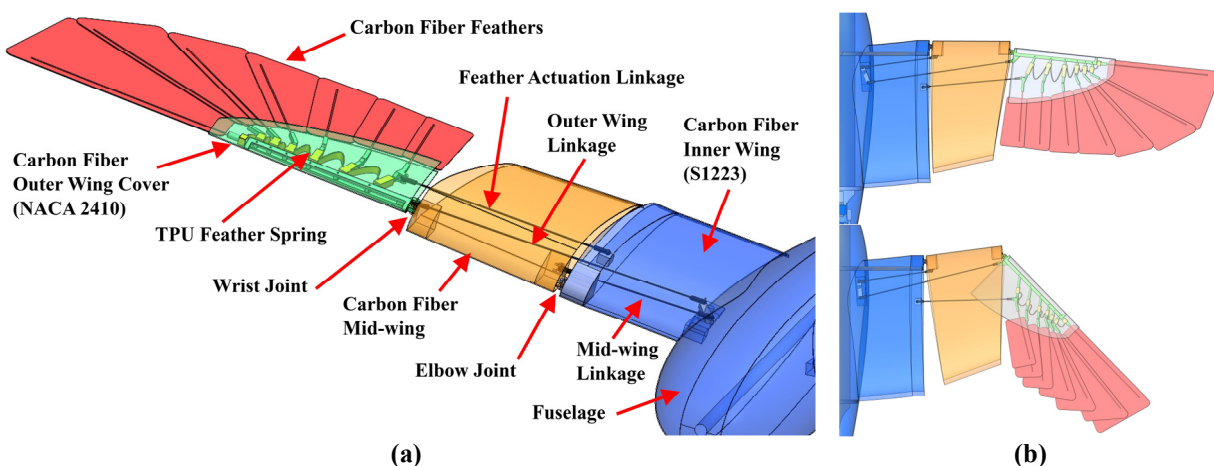 Carbon Fiber Feathers
Feather Actuation Linkage
Outer Wing
Linkage
Carbon Fiber
Inner Wing
(S1223)
Carbon Fiber
Outer Wing Cover
(NACA 2410)
TPU Feather Spring
Wrist Joint
Carbon Fiber
Mid-wing
Elbow Joint
Mid-wing
Linkage
Fuselage
(a)
(b)